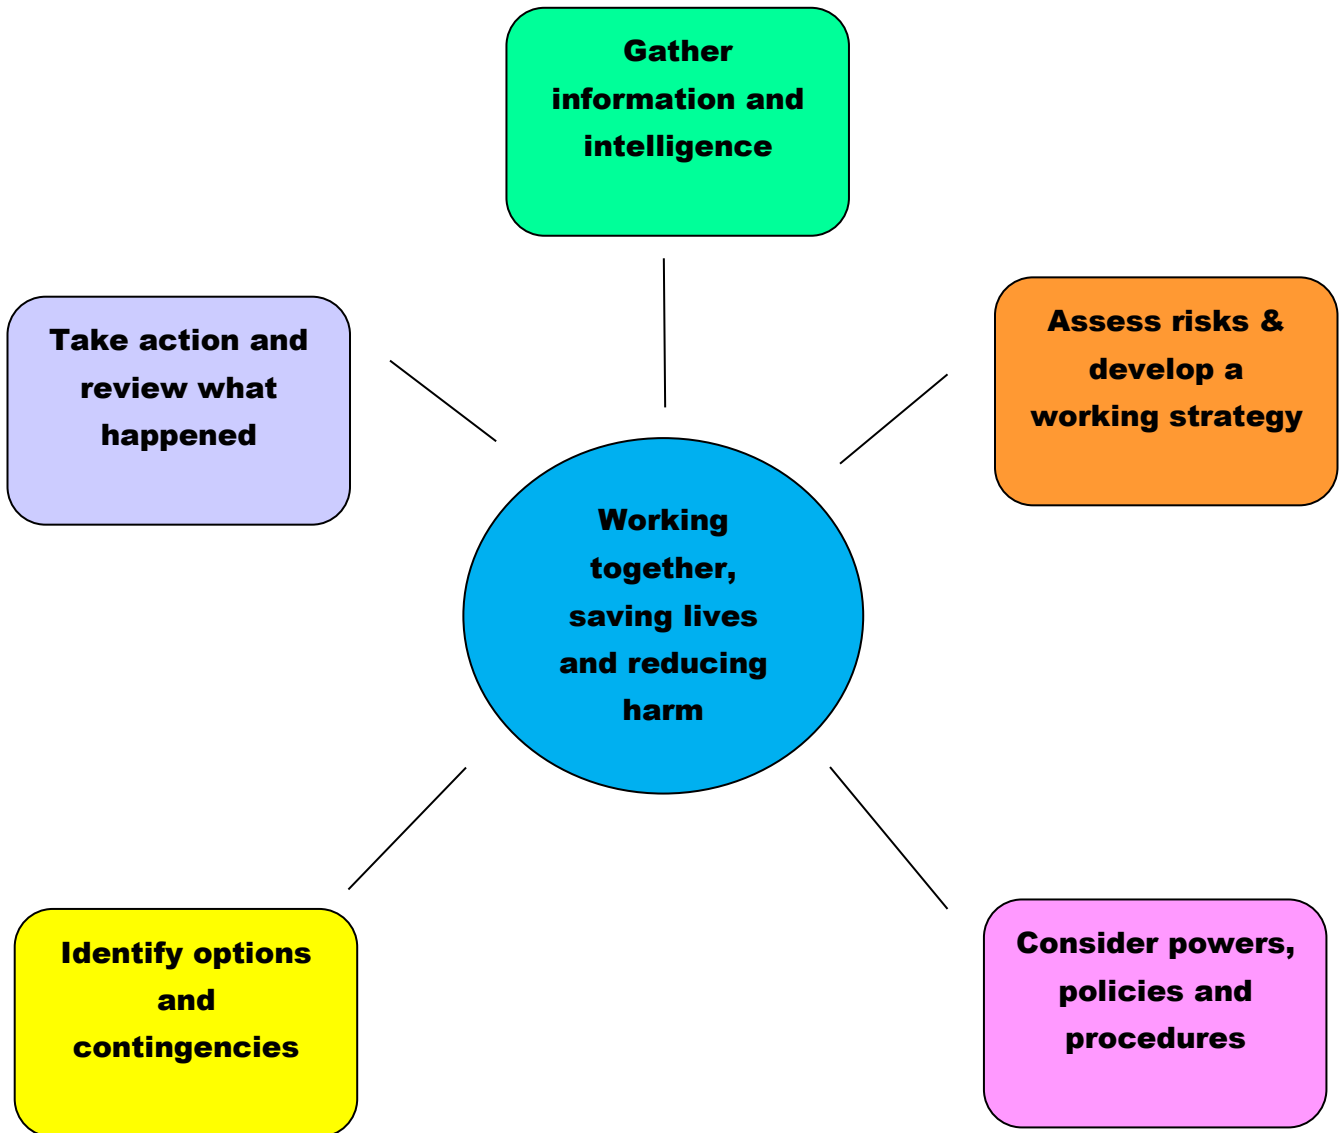 Gather
information and
intelligence
Assess risks &
develop a
working strategy
Take action and
review what
happened
Working
together,
saving lives
and reducing
harm
Consider powers,
policies and
procedures
Identify options
and
contingencies